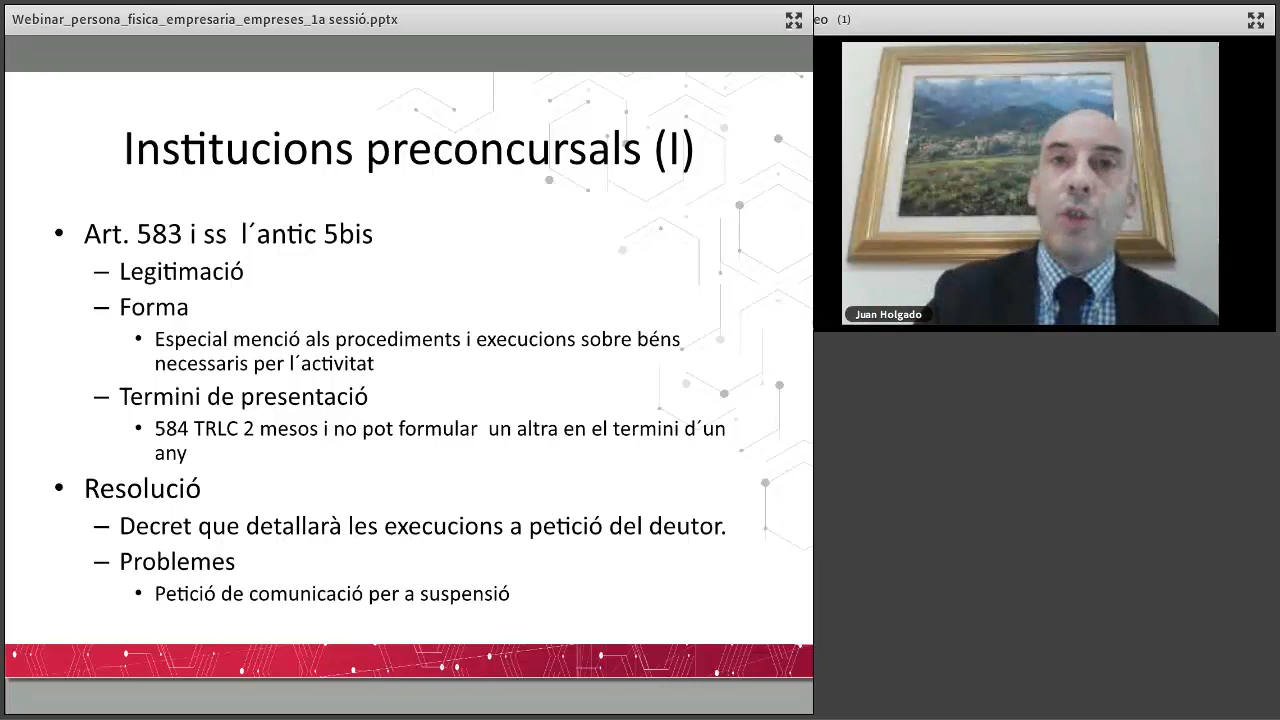 Webinar_persona_fisica_empresaria_empreses_1a sessió.pptx
eo (1)
Institucions preconcursals (I)
• Art. 583 i ss l´antic 5bis
– Legitimació
– Forma
• Especial menció als procediments i execucions sobre béns
necessaris per l´activitat
– Termini de presentació
• 584 TRLC 2 mesos i no pot formular un altra en el termini d´un
any
• Resolució
– Decret que detallarà les execucions a petició del deutor.
– Problemes
• Petició de comunicació per a suspensió
Juan Holgado